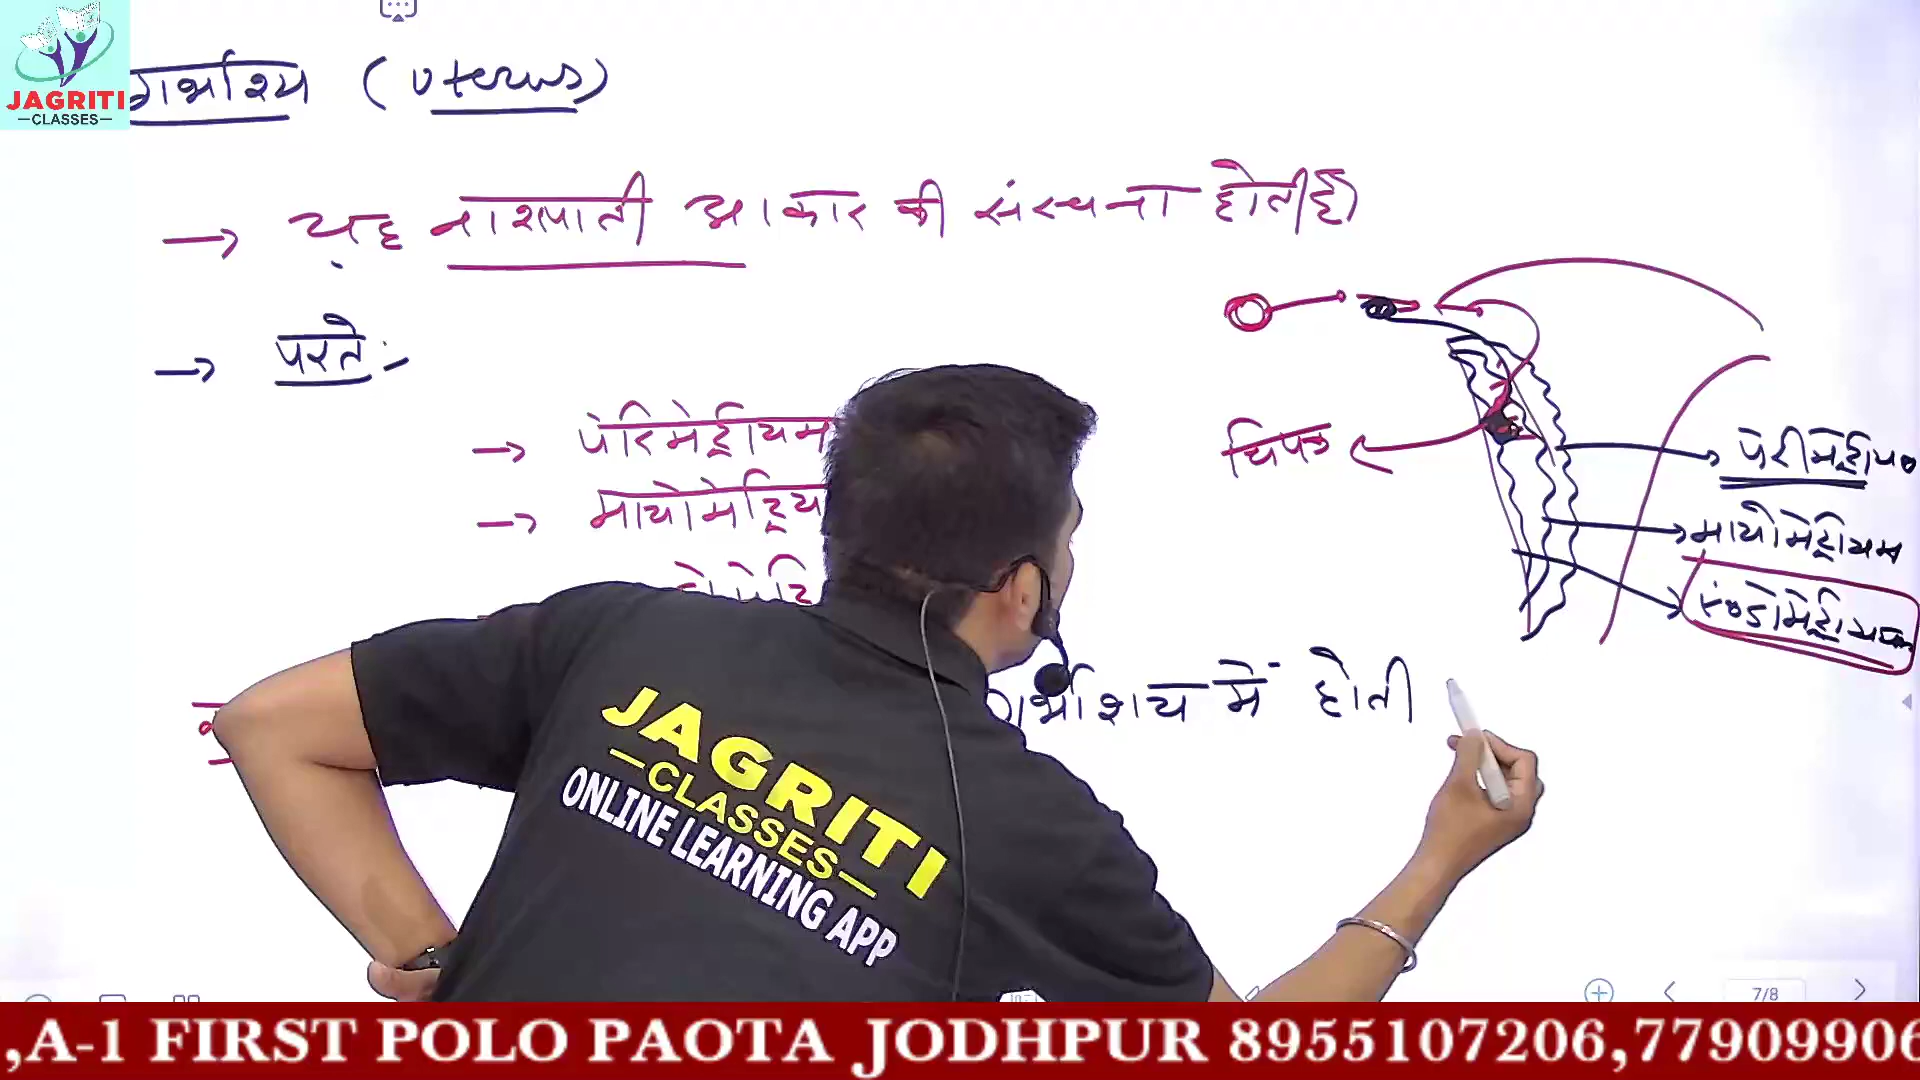 JAGRITI
—CLASSES—
गर्भाश्य (Uterus)
→ यह नाशपाती आकार की संरचना होती है
→ परते :-
→ पेरिमेट्रीयम
→ मायोमेट्रिय
चिपक
पेरीमेट्रीयम
मायोमेट्रीयम
एण्डोमेट्रीयम
गर्भाशय में होती
JAGRITI
—CLASSES—
ONLINE LEARNING APP
7/8
,A-1 FIRST POLO PAOTA JODHPUR 8955107206,77909906